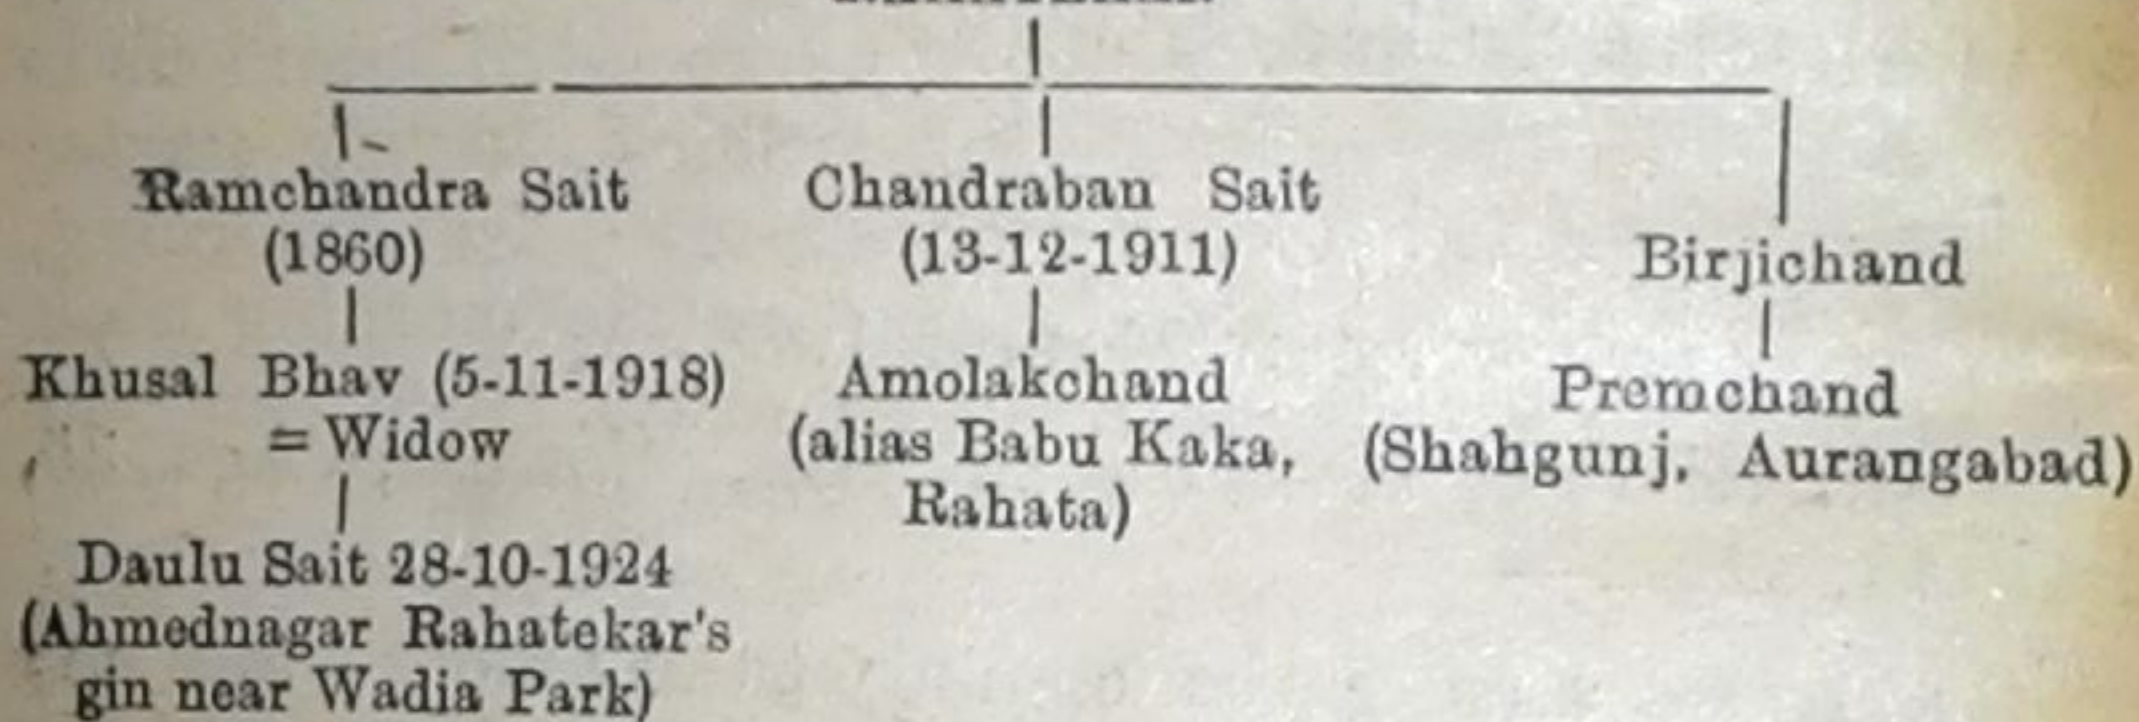 Ramchandra Sait
(1860)
Khusal Bhav (5-11-1918)
= Widow
Daulu Sait 28-10-1924
(Ahmednagar Rahatekar's
gin near Wadia Park)
Chandraban Sait
(13-12-1911)
Amolakchand
(alias Babu Kaka,
Rahata)
Birjichand
Premchand
(Shahgunj, Aurangabad)